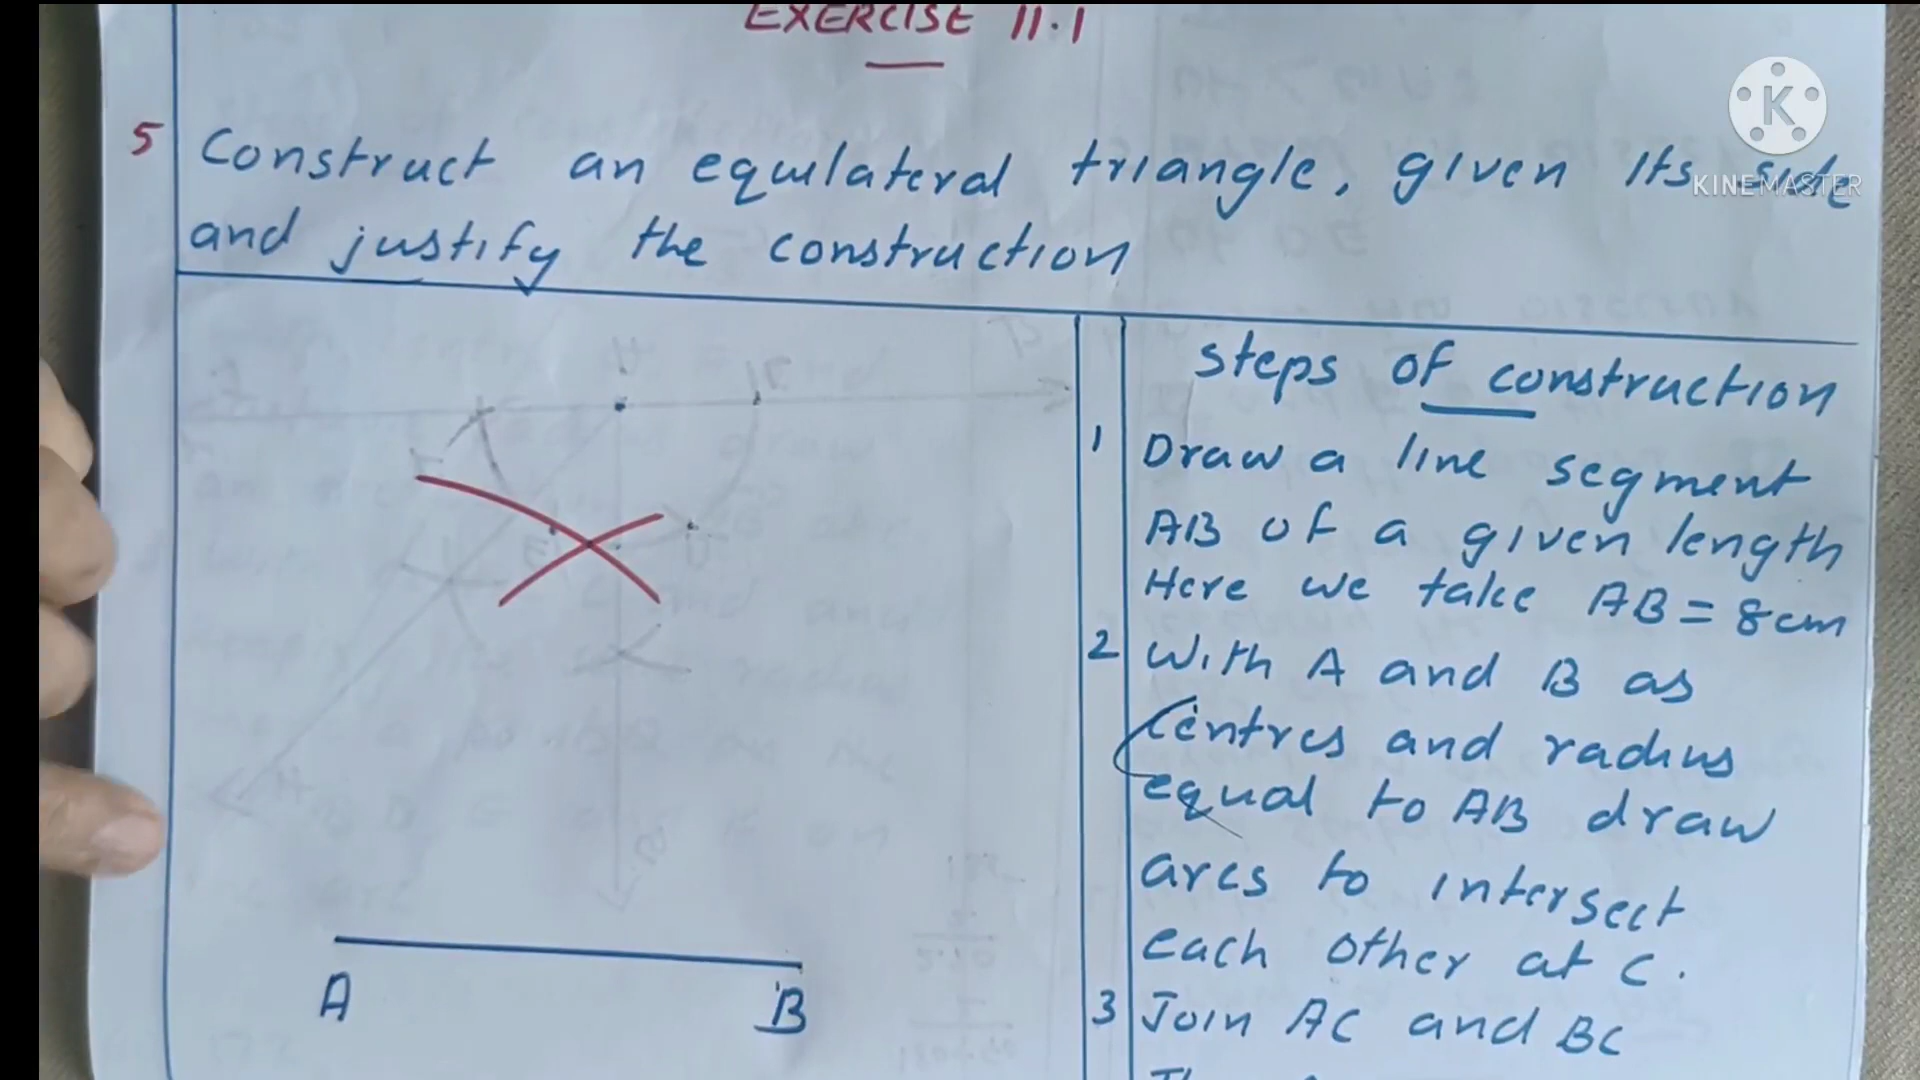 EXERCISE 11.1
5 Construct an equilateral triangle, given its side
and justify the construction
K
KINEMASTER
Steps of construction
1 Draw a line segment
AB of a given length
Here we take AB = 8cm
2 With A and B as
centres and radius
equal to AB draw
arcs to intersect
each other at C.
3 Join AC and BC
A
B